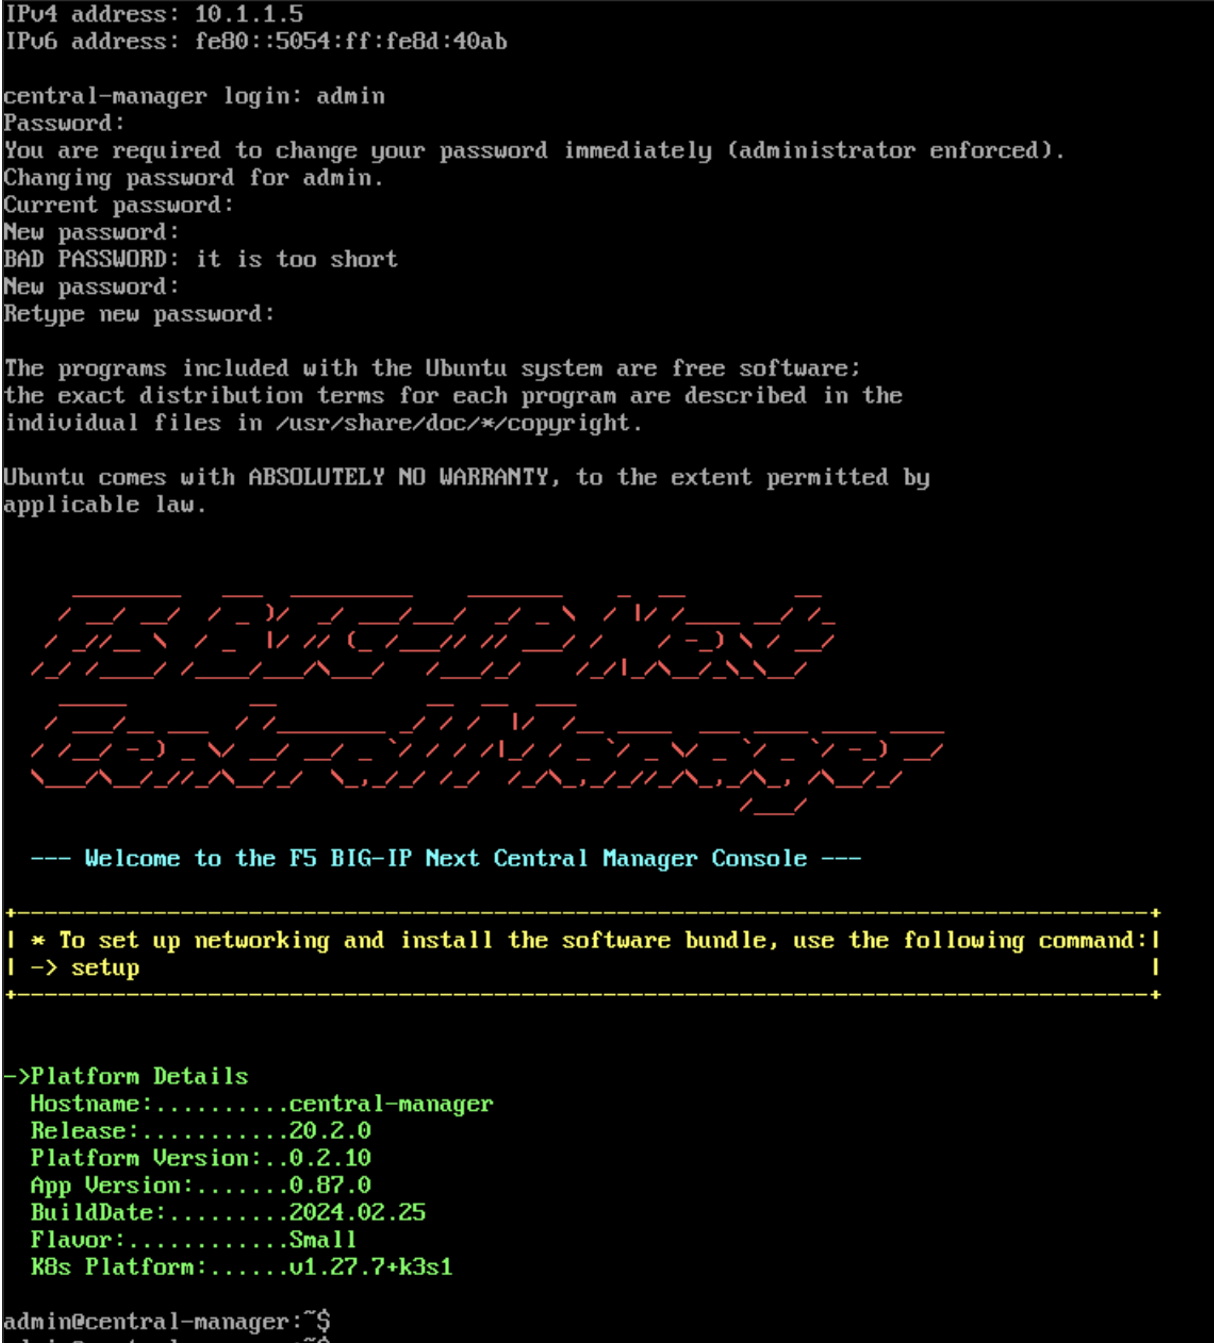 IPv4 address: 10.1.1.5
IPv6 address: fe80::5054:ff:fe8d:40ab
central-manager login: admin
Password:
You are required to change your password immediately (administrator enforced).
Changing password for admin.
Current password:
New password:
BAD PASSWORD: it is too short
New password:
Retype new password:
The programs included with the Ubuntu system are free software;
the exact distribution terms for each program are described in the
individual files in /usr/share/doc/*/copyright.
Ubuntu comes with ABSOLUTELY NO WARRANTY, to the extent permitted by
applicable law.
F5 BIG-IP Next
Central Manager
--- Welcome to the F5 BIG-IP Next Central Manager Console ---
+------------------------------------------------------------------------------------+
| * To set up networking and install the software bundle, use the following command:|
| -> setup |
+------------------------------------------------------------------------------------+
->Platform Details
Hostname:..........central-manager
Release:...........20.2.0
Platform Version:..0.2.10
App Version:.......0.87.0
BuildDate:.........2024.02.25
Flavor:............Small
K8s Platform:......v1.27.7+k3s1
admin@central-manager:~$